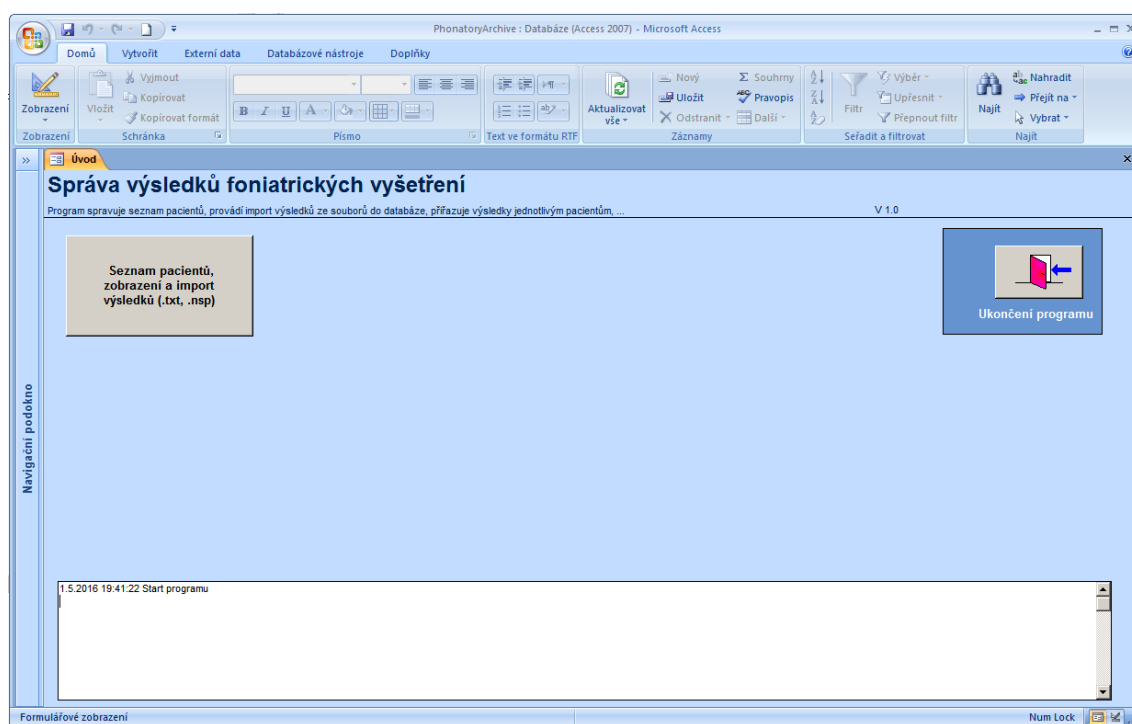 PhonatoryArchive : Databáze (Access 2007) - Microsoft Access
Domů Vytvořit Externí data Databázové nástroje Doplňky
Zobrazení
Vložit
Vyjmout
Kopírovat
Kopírovat formát
B I U A
ab
Aktualizovat vše
Nový
Uložit
Odstranit
Souhrny
Pravopis
Další
Filtr
Výběr
Upřesnit
Přepnout filtr
Najít
Nahradit
Přejít na
Vybrat
Zobrazení Schránka Písmo Text ve formátu RTF Záznamy Seřadit a filtrovat Najít
Úvod
Správa výsledků foniatrických vyšetření
Program spravuje seznam pacientů, provádí import výsledků ze souborů do databáze, přiřazuje výsledky jednotlivým pacientům, ... V 1.0
Seznam pacientů,
zobrazení a import
výsledků (.txt, .nsp)
Ukončení programu
Navigační podokno
1.5.2016 19:41:22 Start programu
Formulářové zobrazení Num Lock